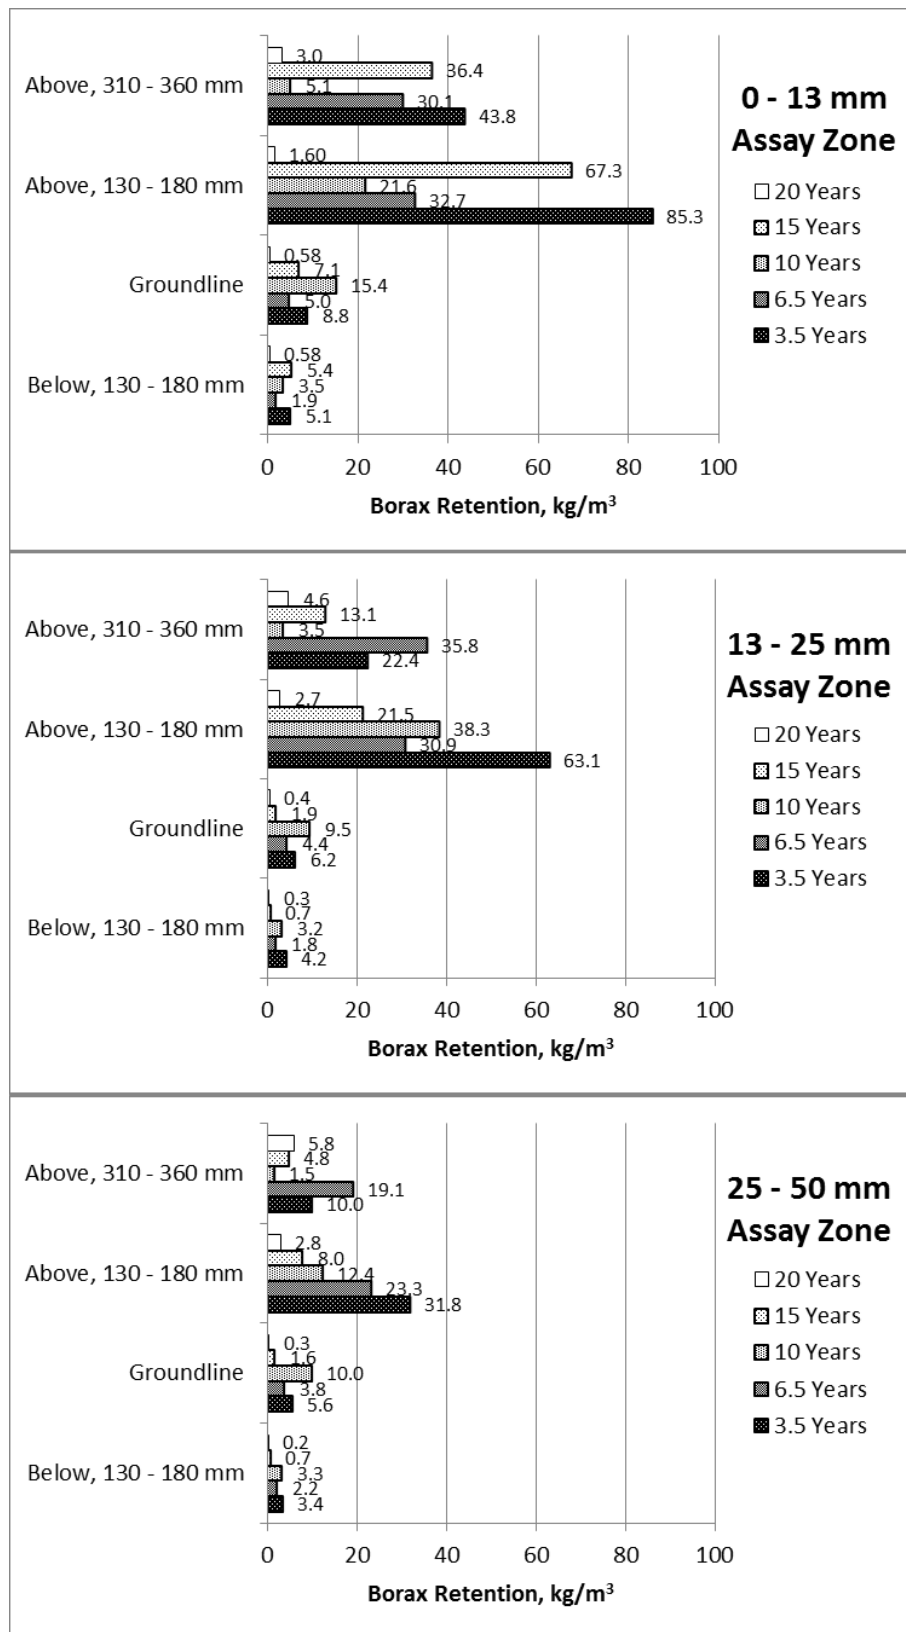 Above, 310 - 360 mm
3.0
36.4
5.1
30.1
43.8
Above, 130 - 180 mm
1.60
67.3
21.6
32.7
85.3
Groundline
0.58
7.1
15.4
5.0
8.8
Below, 130 - 180 mm
0.58
5.4
3.5
1.9
5.1
0 20 40 60 80 100
Borax Retention, kg/m³
0 - 13 mm
Assay Zone
20 Years
15 Years
10 Years
6.5 Years
3.5 Years
Above, 310 - 360 mm
4.6
13.1
3.5
35.8
22.4
Above, 130 - 180 mm
2.7
21.5
38.3
30.9
63.1
Groundline
0.4
1.9
9.5
4.4
6.2
Below, 130 - 180 mm
0.3
0.7
3.2
1.8
4.2
0 20 40 60 80 100
Borax Retention, kg/m³
13 - 25 mm
Assay Zone
20 Years
15 Years
10 Years
6.5 Years
3.5 Years
Above, 310 - 360 mm
5.8
4.8
1.5
19.1
10.0
Above, 130 - 180 mm
2.8
8.0
12.4
23.3
31.8
Groundline
0.3
1.6
10.0
3.8
5.6
Below, 130 - 180 mm
0.2
0.7
3.3
2.2
3.4
0 20 40 60 80 100
Borax Retention, kg/m³
25 - 50 mm
Assay Zone
20 Years
15 Years
10 Years
6.5 Years
3.5 Years